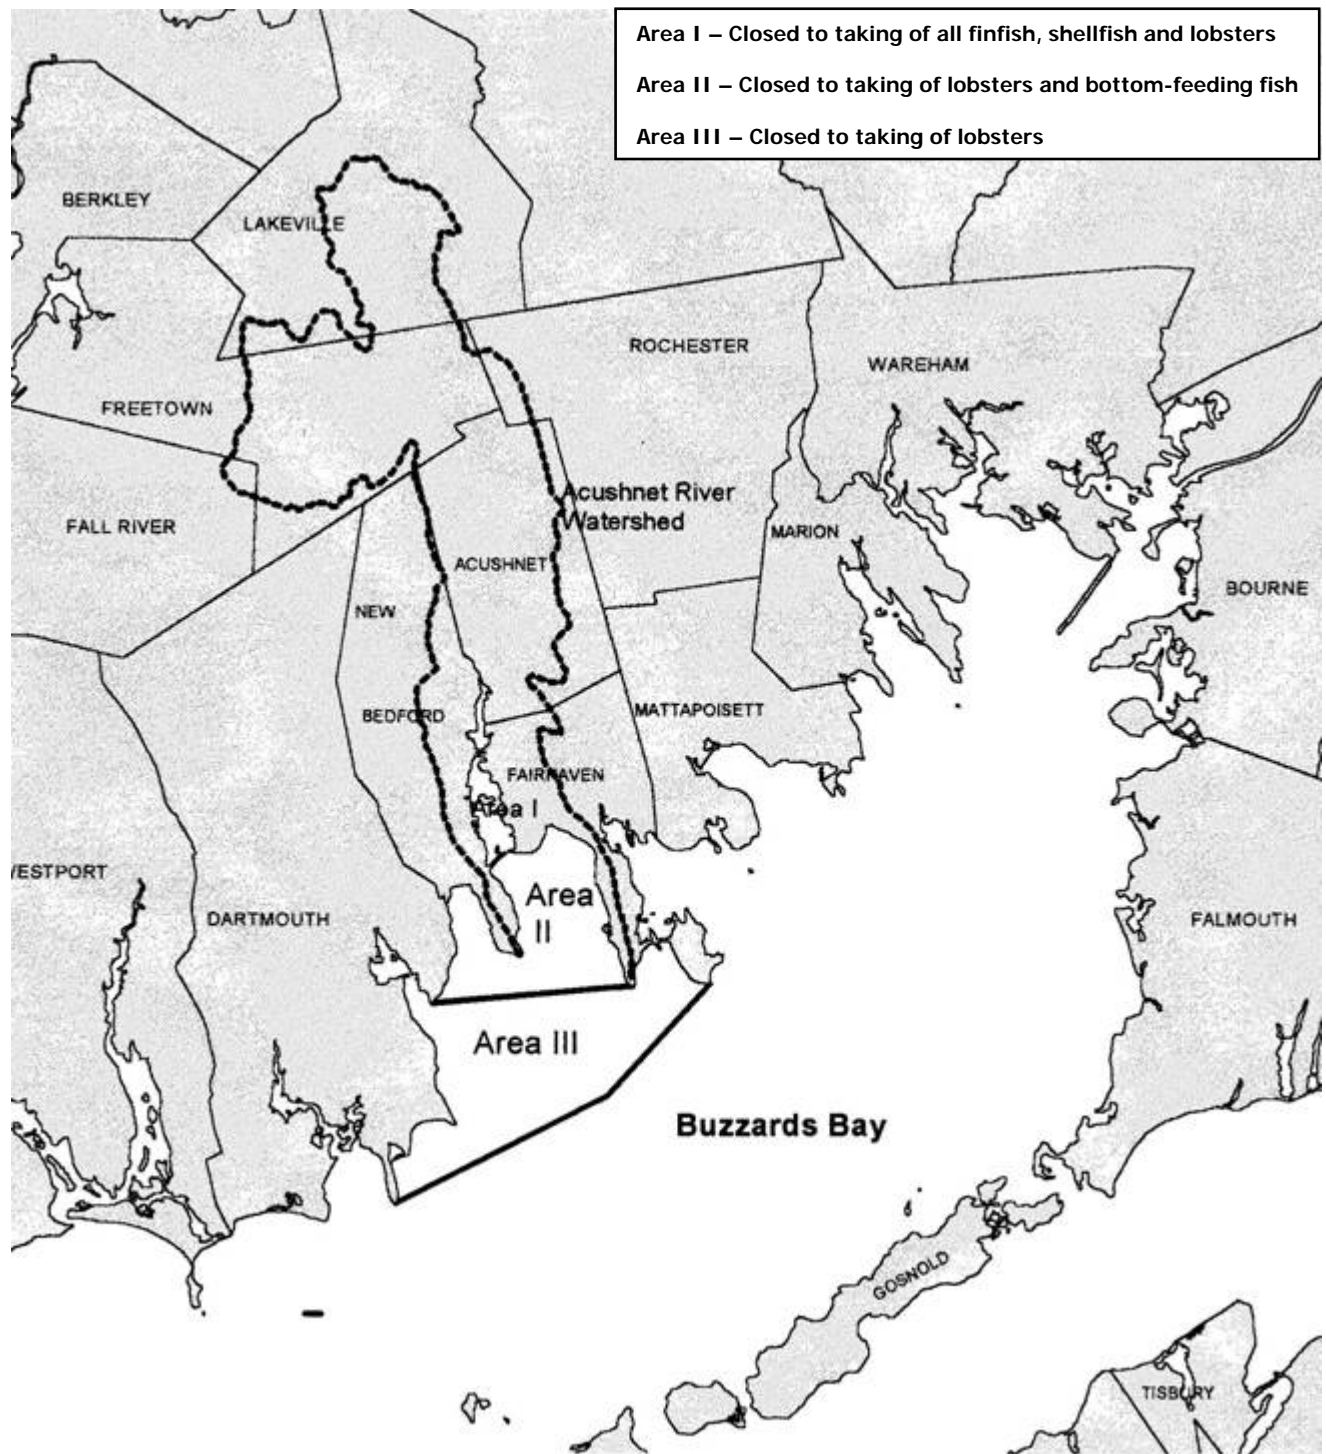 Area I – Closed to taking of all finfish, shellfish and lobsters
Area II – Closed to taking of lobsters and bottom-feeding fish
Area III – Closed to taking of lobsters
BERKLEY
LAKEVILLE
ROCHESTER
WAREHAM
FREETOWN
Acushnet River
Watershed
FALL RIVER
MARION
ACUSHNET
BOURNE
NEW
BEDFORD
MATTAPOISETT
FAIRHAVEN
Area I
WESTPORT
Area
II
DARTMOUTH
FALMOUTH
Area III
Buzzards Bay
GOSNOLD
TISBURY